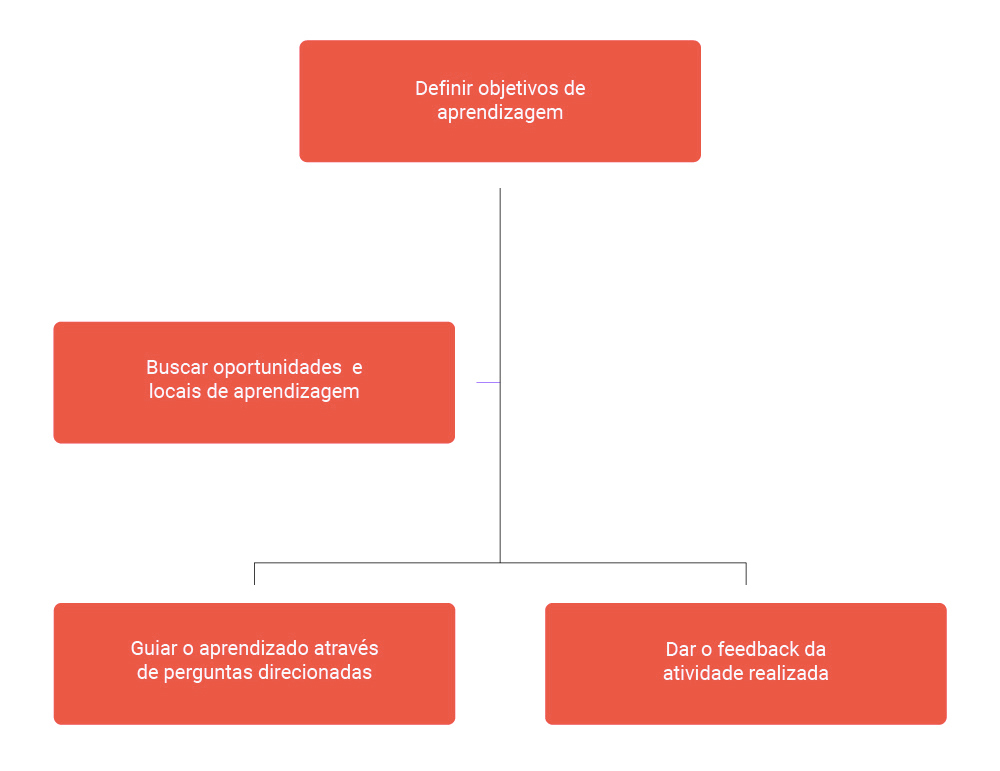 Definir objetivos de
aprendizagem
Buscar oportunidades  e
locais de aprendizagem
Guiar o aprendizado através
de perguntas direcionadas
Dar o feedback da
atividade realizada